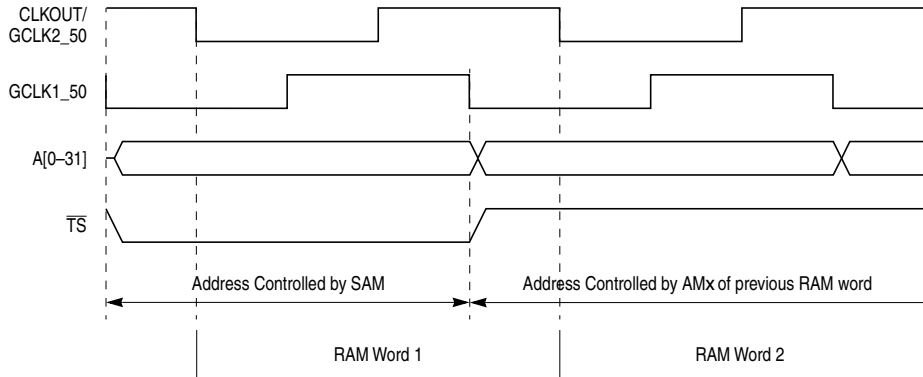 CLKOUT/
GCLK2_50
GCLK1_50
A[0–31]
TS
Address Controlled by SAM
Address Controlled by AMx of previous RAM word
RAM Word 1
RAM Word 2